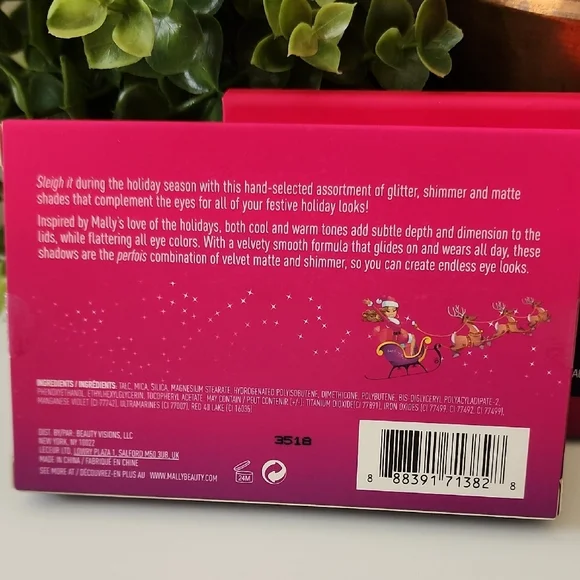 Sleigh it during the holiday season with this hand-selected assortment of glitter, shimmer and matte
shades that complement the eyes for all of your festive holiday looks!
Inspired by Mally's love of the holidays, both cool and warm tones add subtle depth and dimension to the
lids, while flattering all eye colors. With a velvety smooth formula that glides on and wears all day, these
shadows are the perfois combination of velvet matte and shimmer, so you can create endless eye looks.
INGREDIENTS / INGRÉDIENTS: TALC, MICA, SILICA, MAGNESIUM STEARATE, HYDROGENATED POLYISOBUTENE, DIMETHICONE, POLYBUTENE, BIS-DIGLYCERYL POLYACYLADIPATE-2,
PHENOXYETHANOL, ETHYLHEXYLGLYCERIN, TOCOPHERYL ACETATE, MAY CONTAIN / PEUT CONTENIR: (+/-) TITANIUM DIOXIDE (CI 77891), IRON OXIDES (CI 77499, CI 77492, CI 77491),
MANGANESE VIOLET (CI 77742), ULTRAMARINES (CI 77007), RED 40 LAKE (CI 16035)
DIST. BY/PAR: BEAUTY VISIONS, LLC
NEW YORK, NY 10022
LECEUR LTD. LOWRY PLAZA 1, SALFORD M50 3UB, UK
MADE IN CHINA / FABRIQUÉ EN CHINE
SEE MORE AT / DÉCOUVREZ-EN PLUS AU WWW.MALLYBEAUTY.COM
3518
24M
8 88391 71382 8